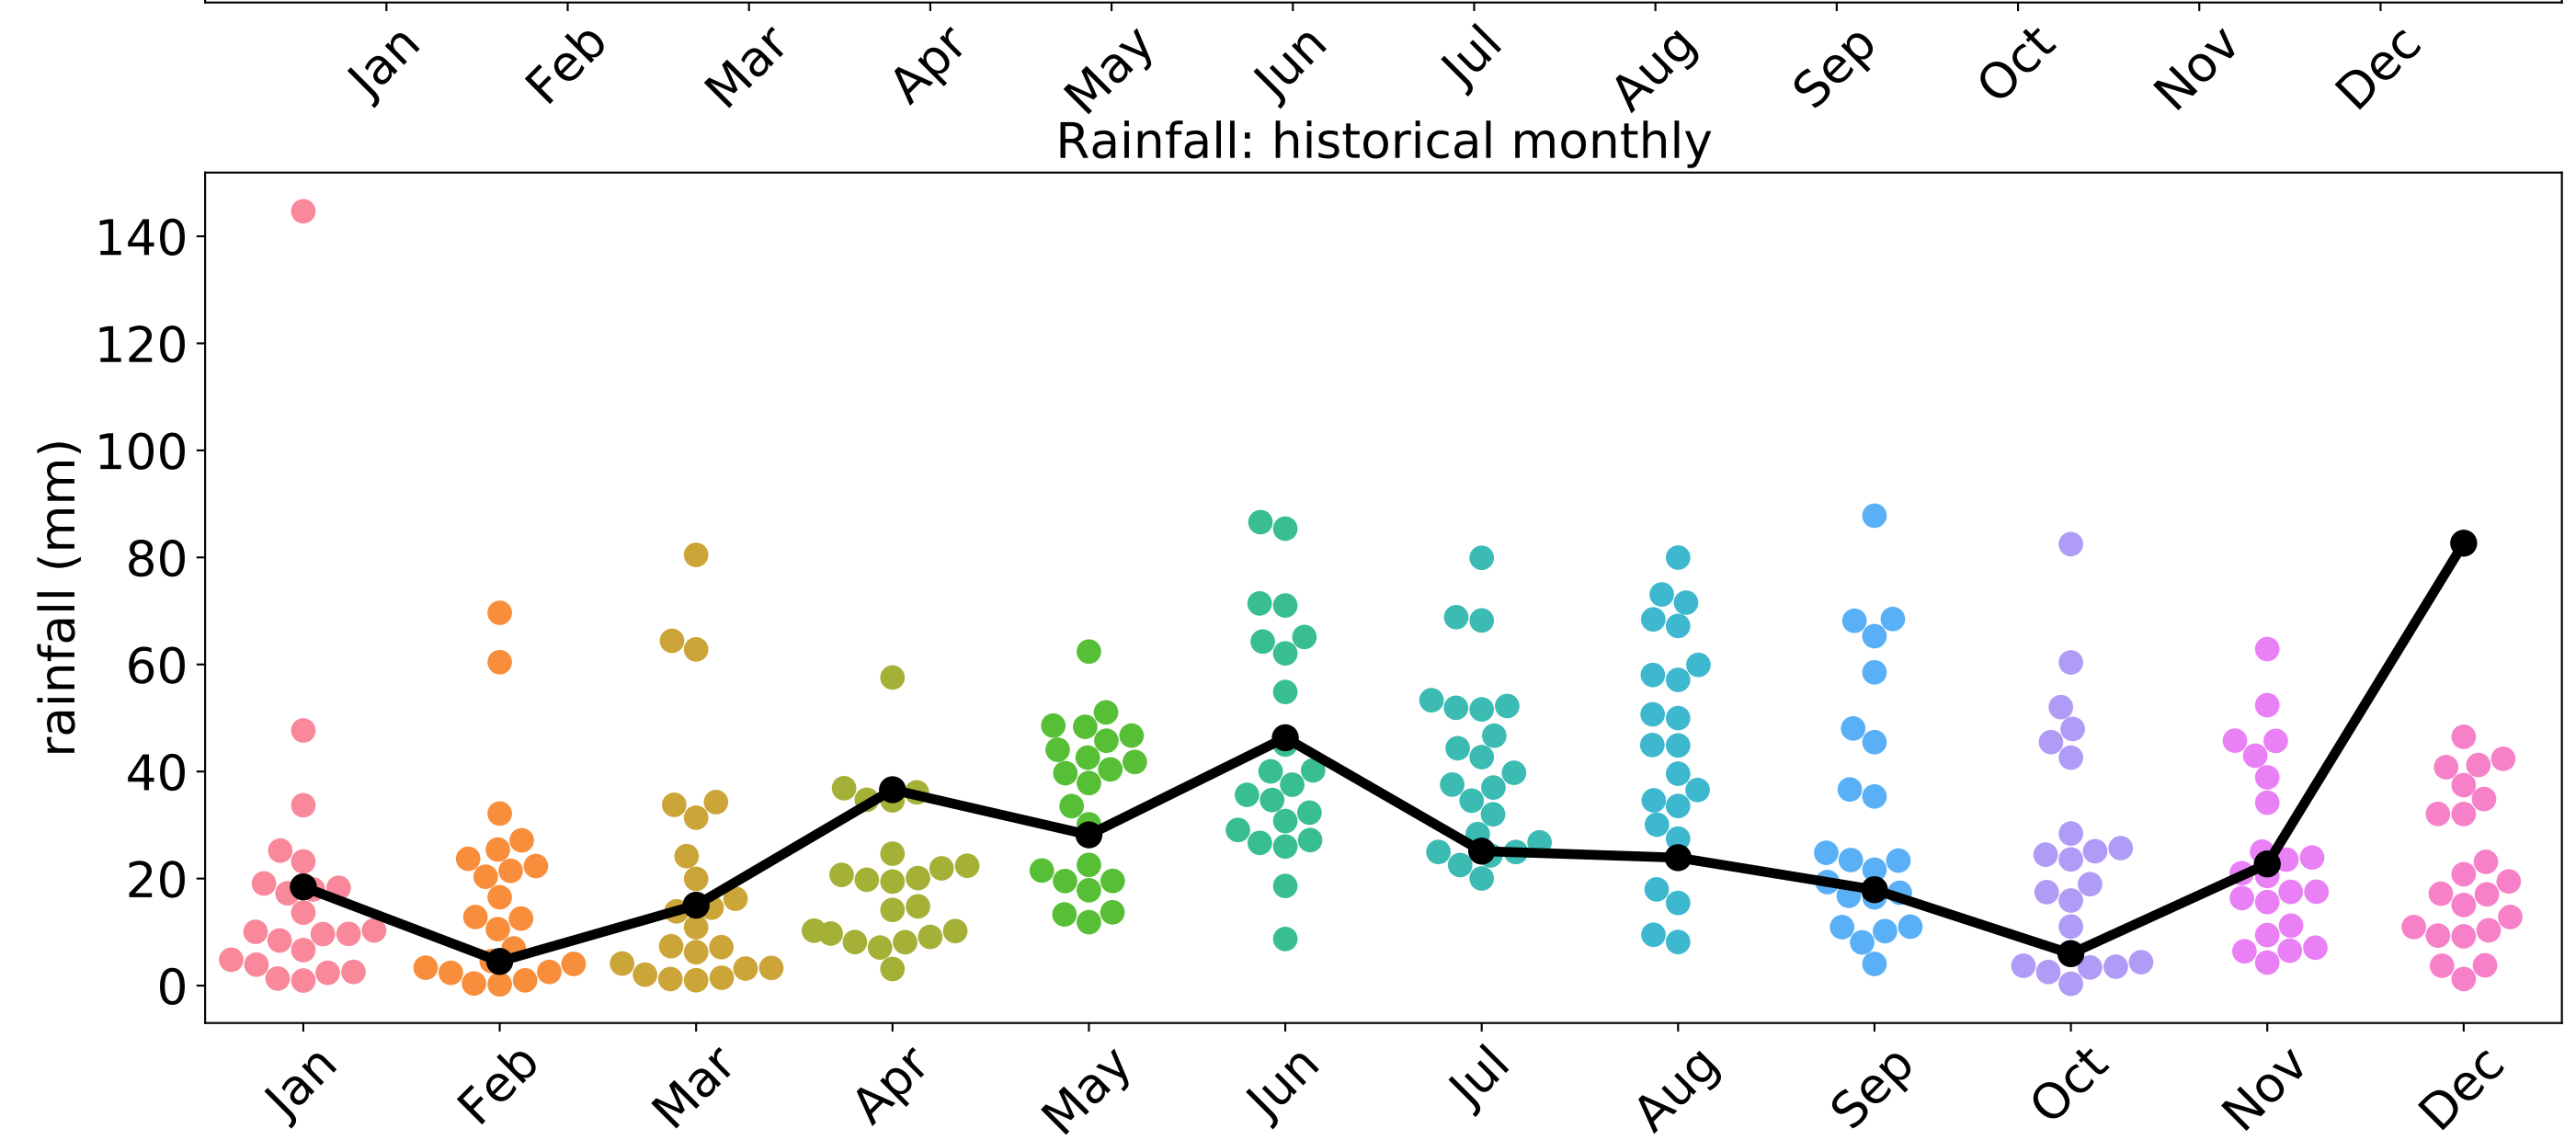 Jan Feb Mar Apr May Jun Jul Aug Sep Oct Nov Dec
Rainfall: historical monthly
140
120
100
80
60
40
20
0
rainfall (mm)
Jan Feb Mar Apr May Jun Jul Aug Sep Oct Nov Dec